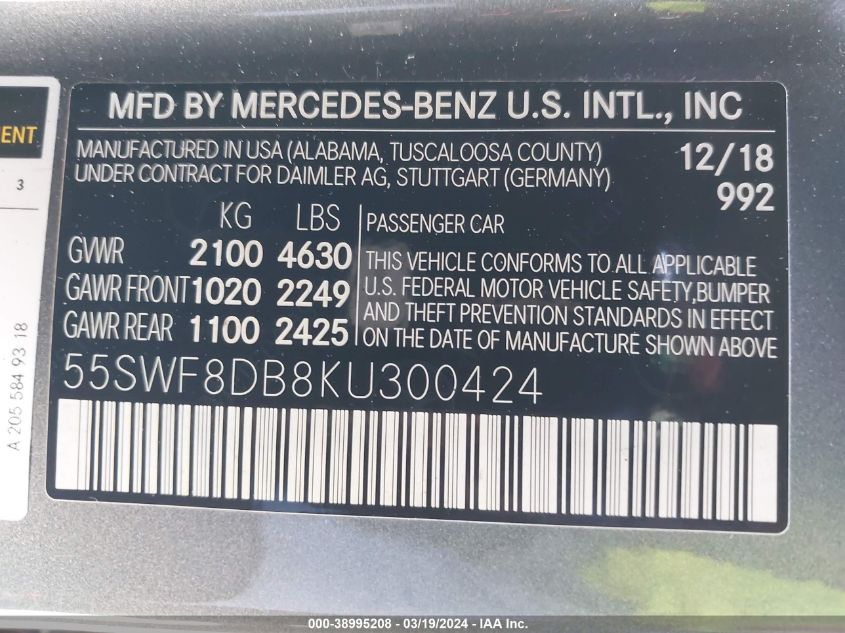 MFD BY MERCEDES-BENZ U.S. INTL., INC
MANUFACTURED IN USA (ALABAMA, TUSCALOOSA COUNTY)
UNDER CONTRACT FOR DAIMLER AG, STUTTGART (GERMANY)
12/18
992
KG LBS
GVWR 2100 4630
GAWR FRONT 1020 2249
GAWR REAR 1100 2425
PASSENGER CAR
THIS VEHICLE CONFORMS TO ALL APPLICABLE
U.S. FEDERAL MOTOR VEHICLE SAFETY,BUMPER
AND THEFT PREVENTION STANDARDS IN EFFECT
ON THE DATE OF MANUFACTURE SHOWN ABOVE
55SWF8DB8KU300424
ENT
3
A 205 584 93 18
000-38995208 - 03/19/2024 - IAA Inc.